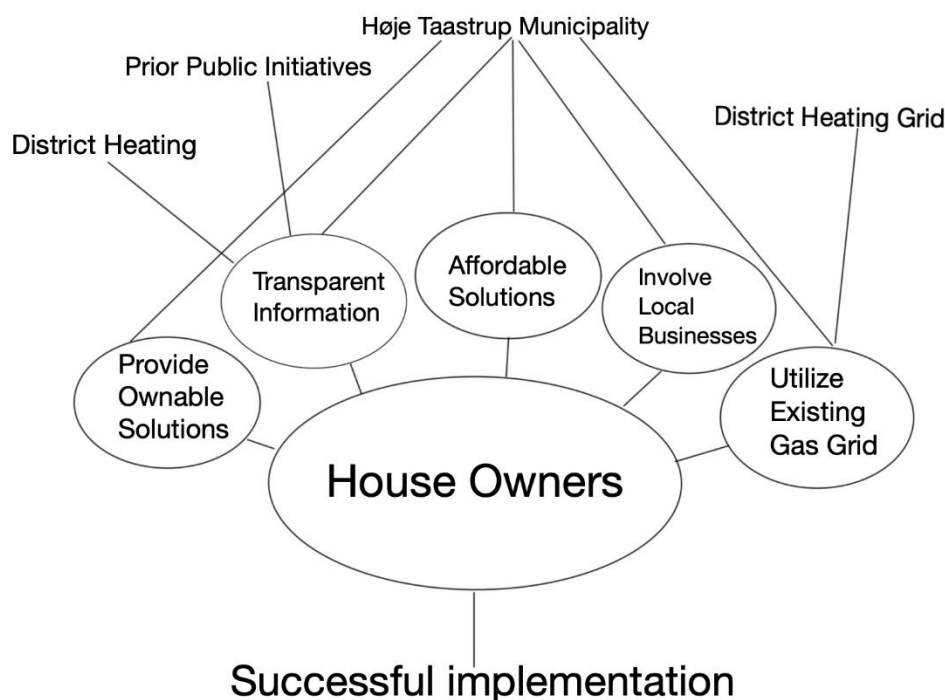 Høje Taastrup Municipality
Prior Public Initiatives
District Heating
District Heating Grid
Transparent
Information
Affordable
Solutions
Involve
Local
Businesses
Provide
Ownable
Solutions
Utilize
Existing
Gas Grid
House Owners
Successful implementation